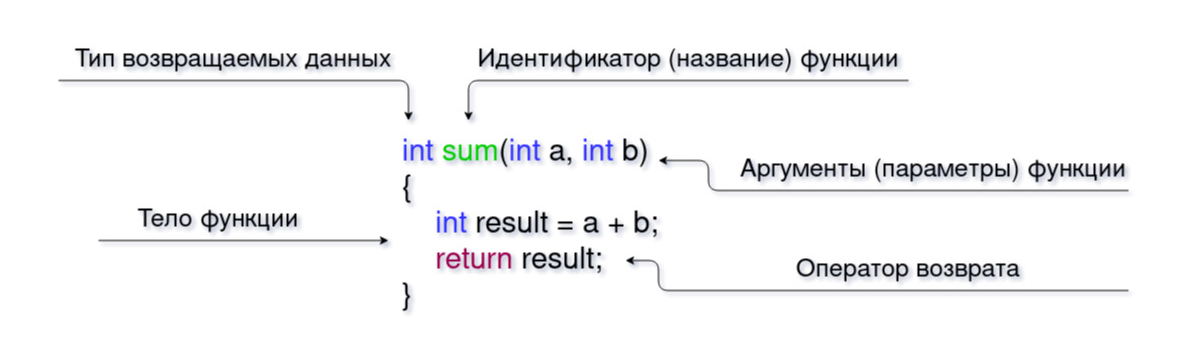 Тип возвращаемых данных
Идентификатор (название) функции
int sum(int a, int b)
Аргументы (параметры) функции
{
Тело функции
int result = a + b;
return result;
Оператор возврата
}